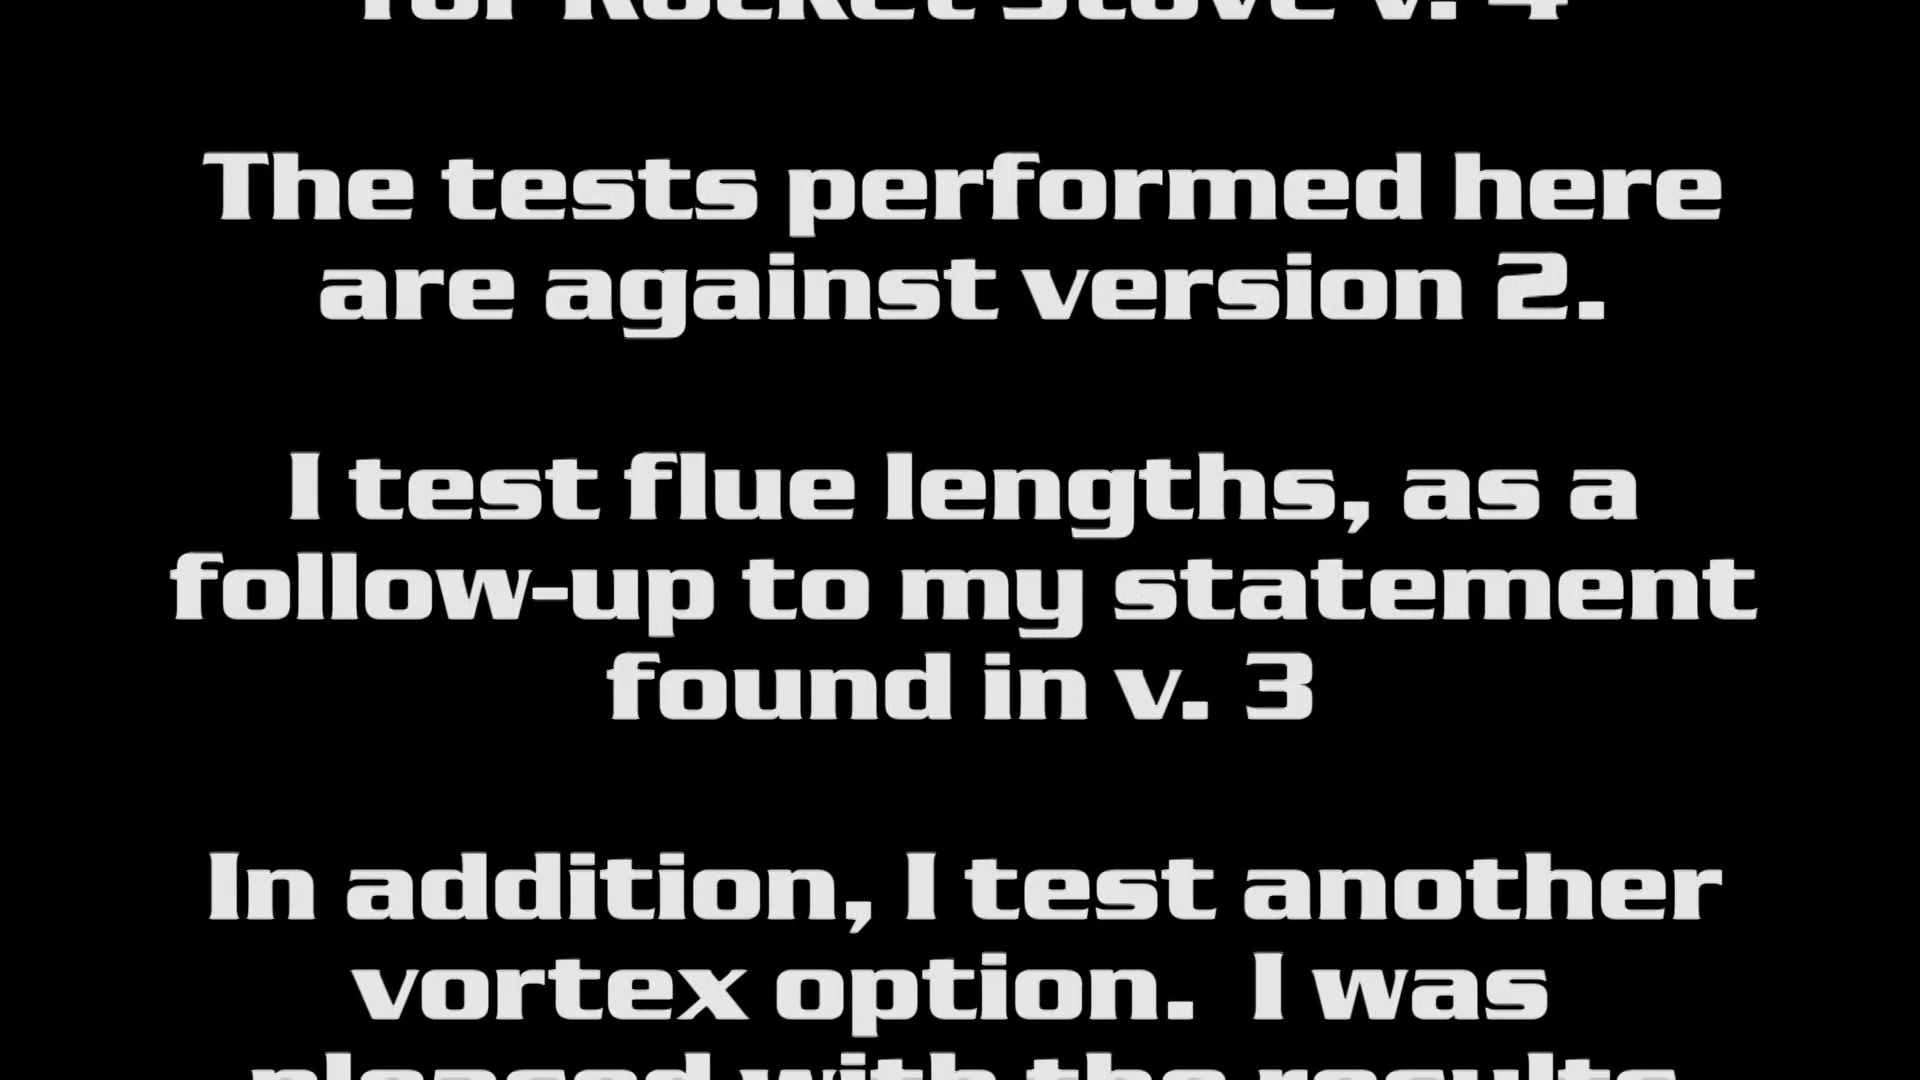 for Rocket Stove v. 4
The tests performed here
are against version 2.
I test flue lengths, as a
follow-up to my statement
found in v. 3
In addition, I test another
vortex option.  I was
pleased with the results